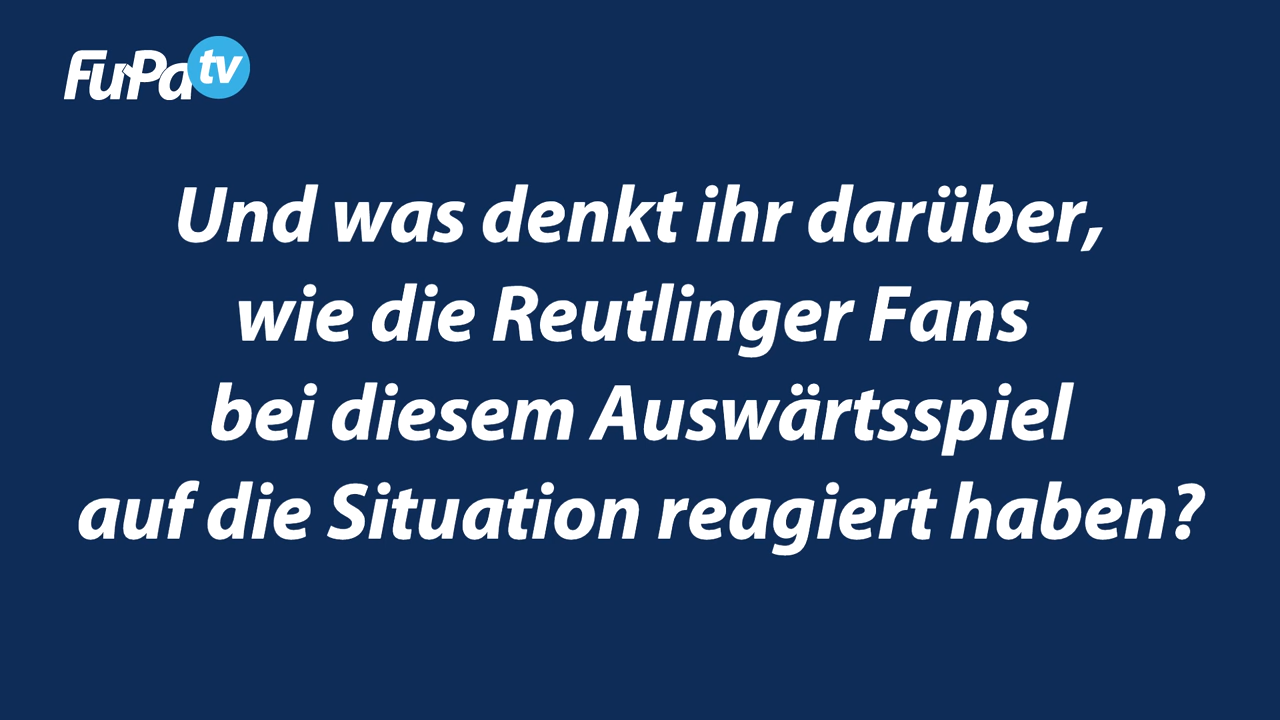 FuPa tv
Und was denkt ihr darüber,
wie die Reutlinger Fans
bei diesem Auswärtsspiel
auf die Situation reagiert haben?